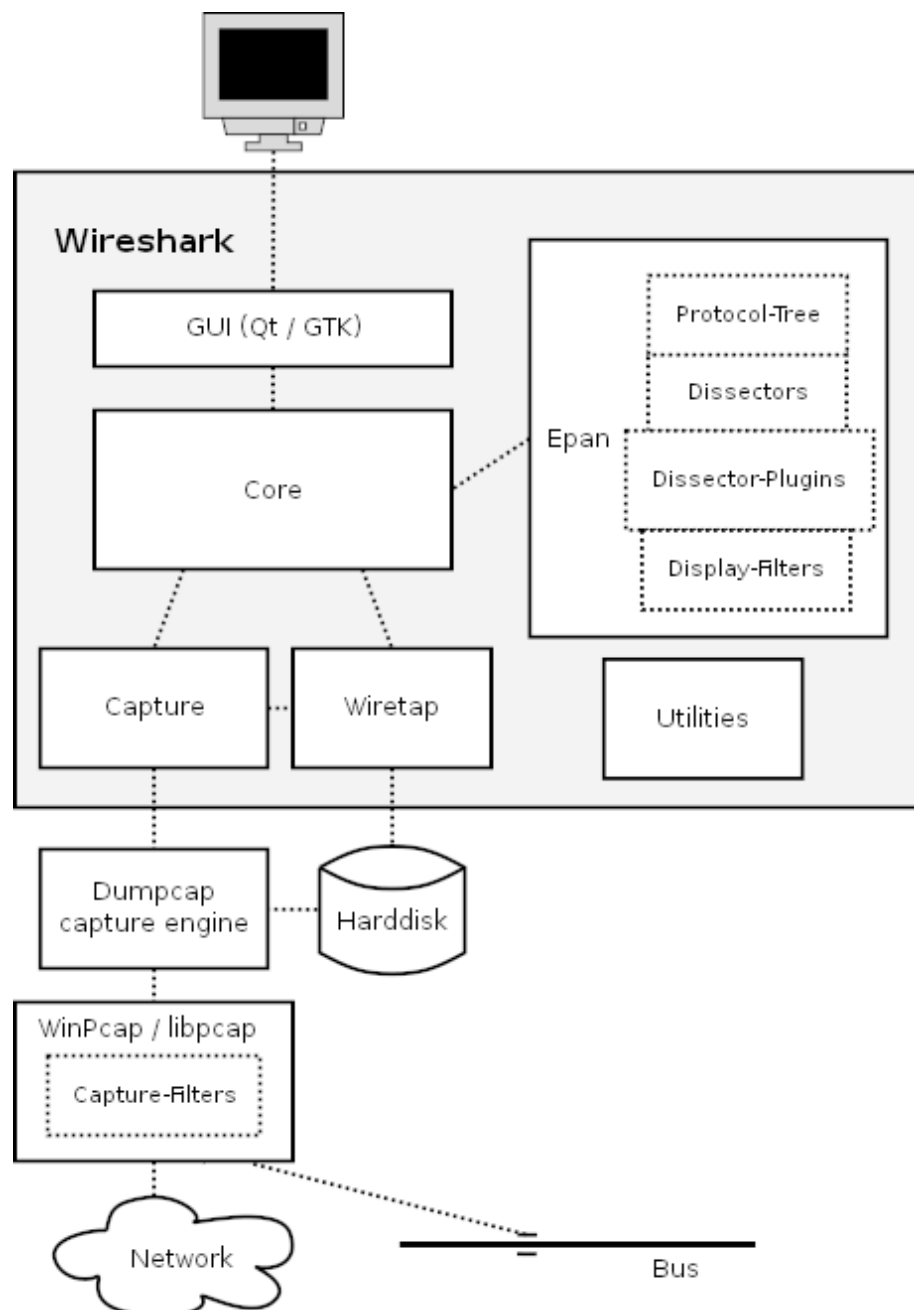 Wireshark
GUI (Qt / GTK)
Core
Epan
Protocol-Tree
Dissectors
Dissector-Plugins
Display-Filters
Capture
Wiretap
Utilities
Dumpcap
capture engine
Harddisk
WinPcap / libpcap
Capture-Filters
Network
Bus